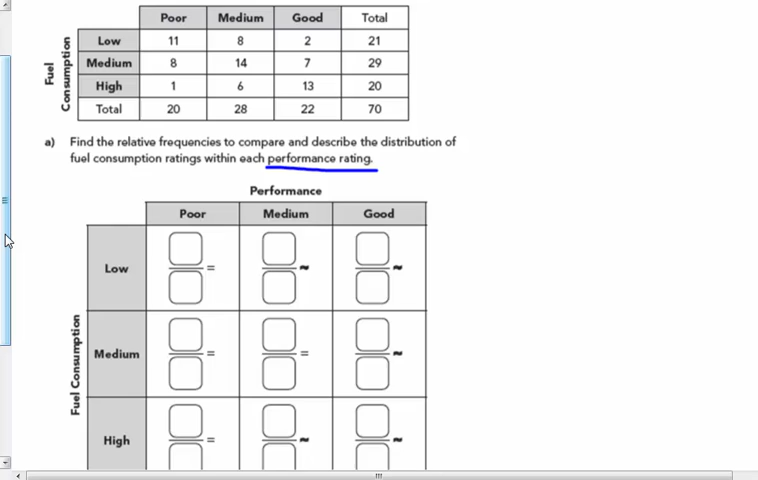 Poor Medium Good Total
Fuel Consumption
Low 11 8 2 21
Medium 8 14 7 29
High 1 6 13 20
Total 20 28 22 70
a) Find the relative frequencies to compare and describe the distribution of
fuel consumption ratings within each performance rating.
Performance
Poor Medium Good
Fuel Consumption
Low = ≈ ≈
Medium = = ≈
High = ≈ ≈